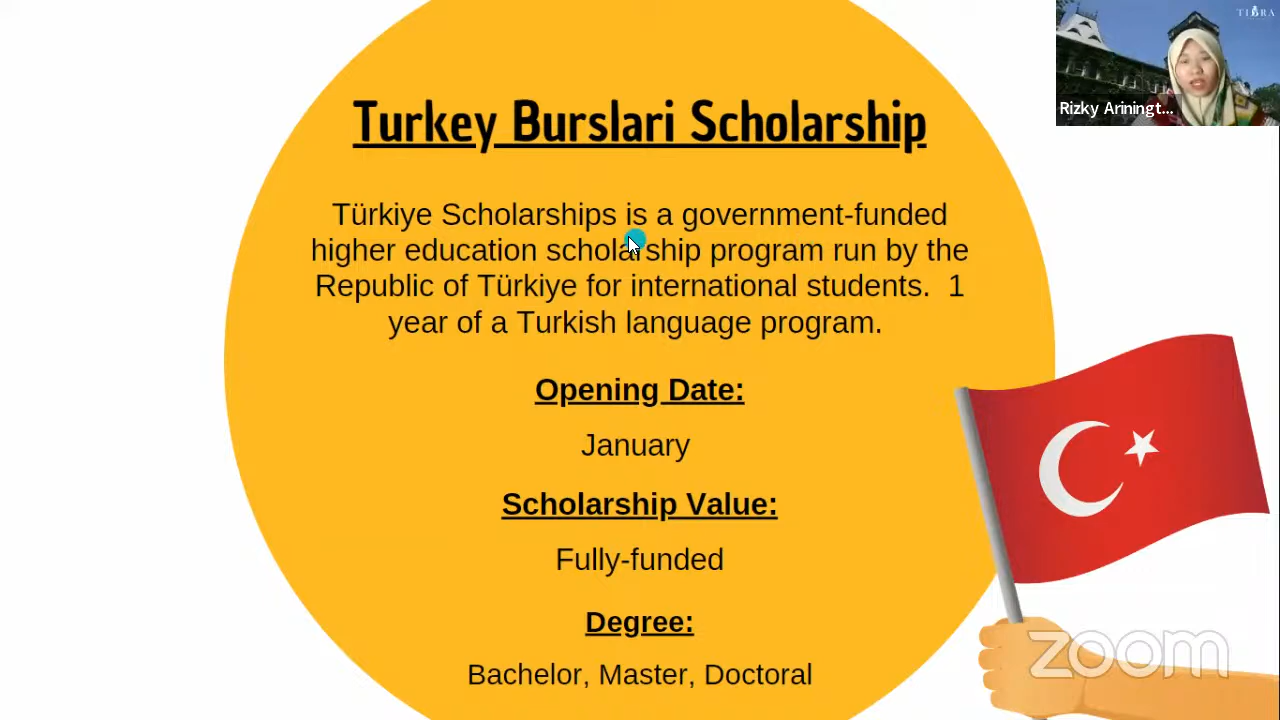 Turkey Burslari Scholarship
Türkiye Scholarships is a government-funded
higher education scholarship program run by the
Republic of Türkiye for international students. 1
year of a Turkish language program.
Opening Date:
January
Scholarship Value:
Fully-funded
Degree:
Bachelor, Master, Doctoral
Rizky Ariningt...
zoom